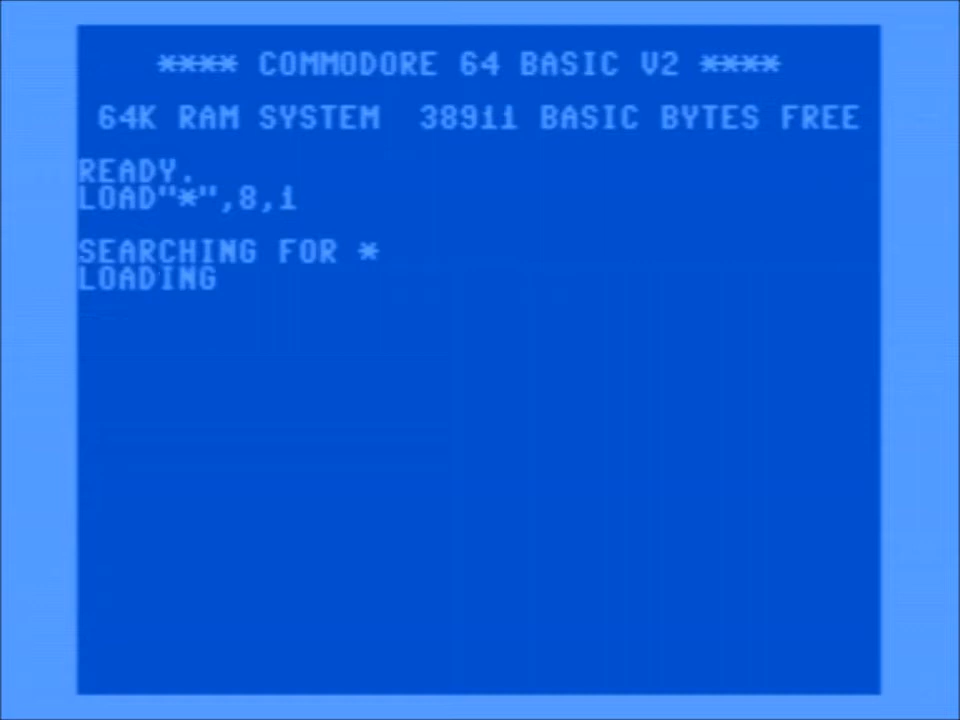 **** COMMODORE 64 BASIC V2 ****
64K RAM SYSTEM  38911 BASIC BYTES FREE
READY.
LOAD"*",8,1
SEARCHING FOR *
LOADING